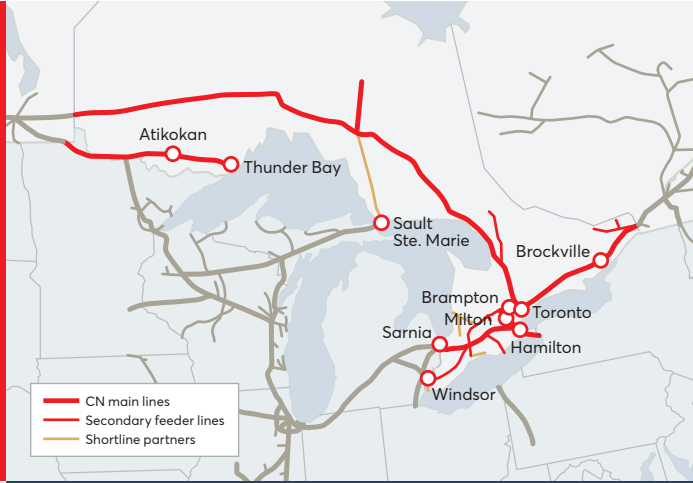 Atikokan
Thunder Bay
Sault
Ste. Marie
Brockville
Brampton
Milton
Toronto
Sarnia
Hamilton
Windsor
CN main lines
Secondary feeder lines
Shortline partners